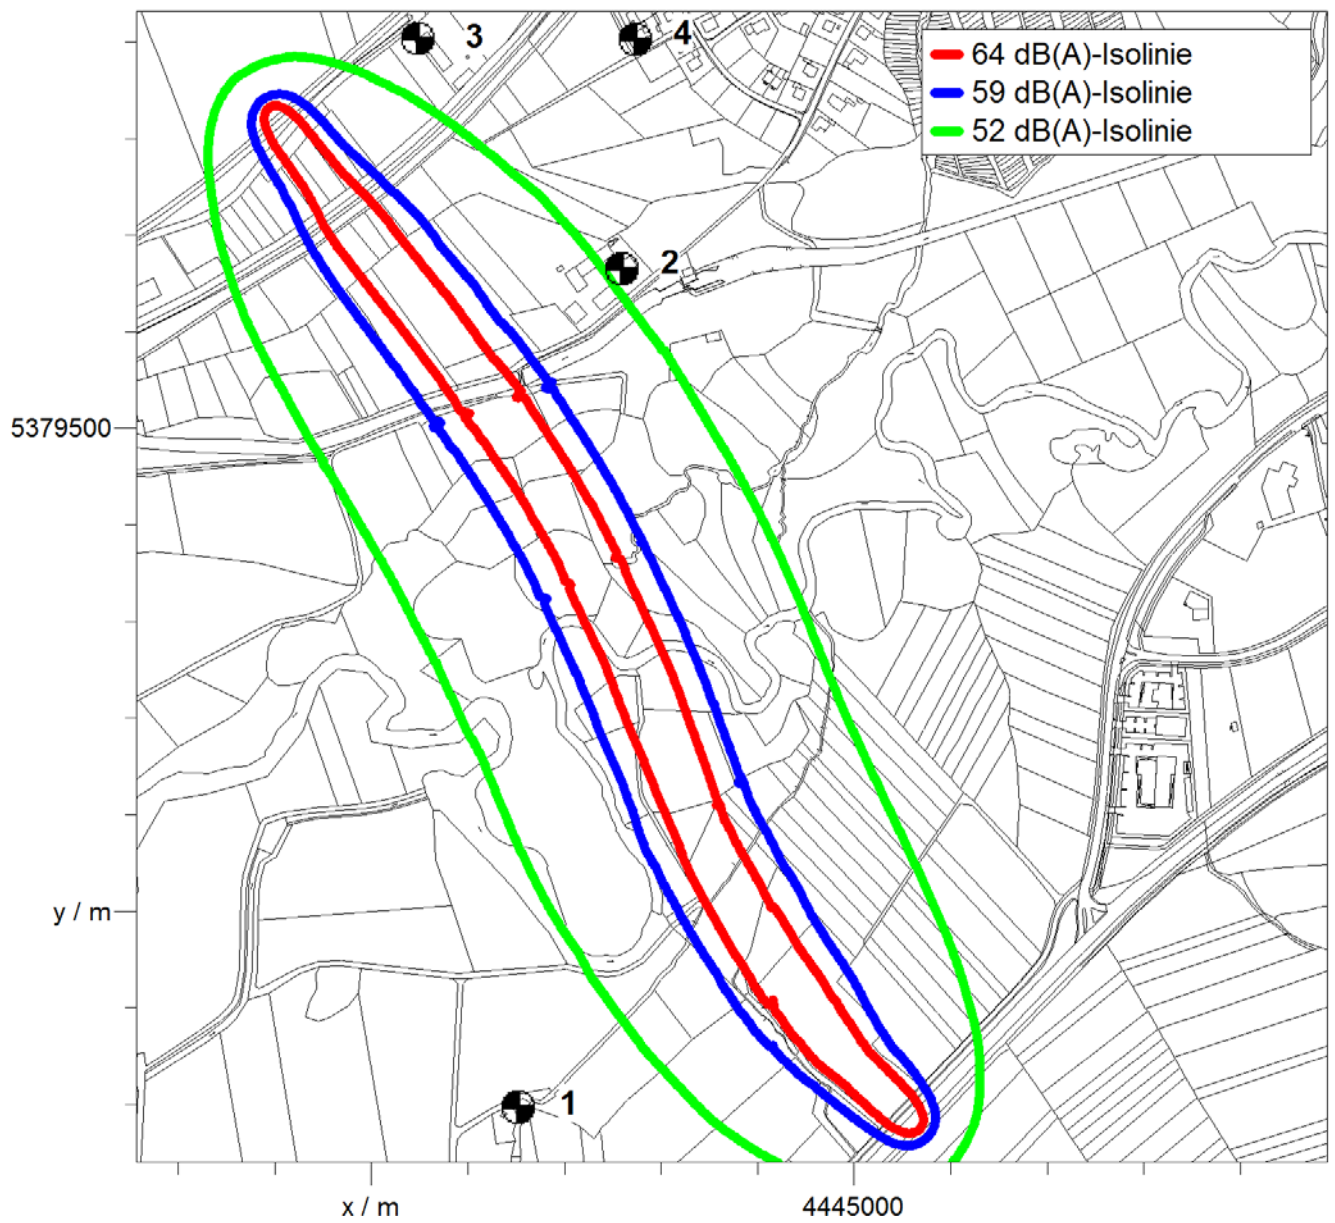 3
4
64 dB(A)-Isolinie
59 dB(A)-Isolinie
52 dB(A)-Isolinie
2
5379500
y / m
1
x / m
4445000